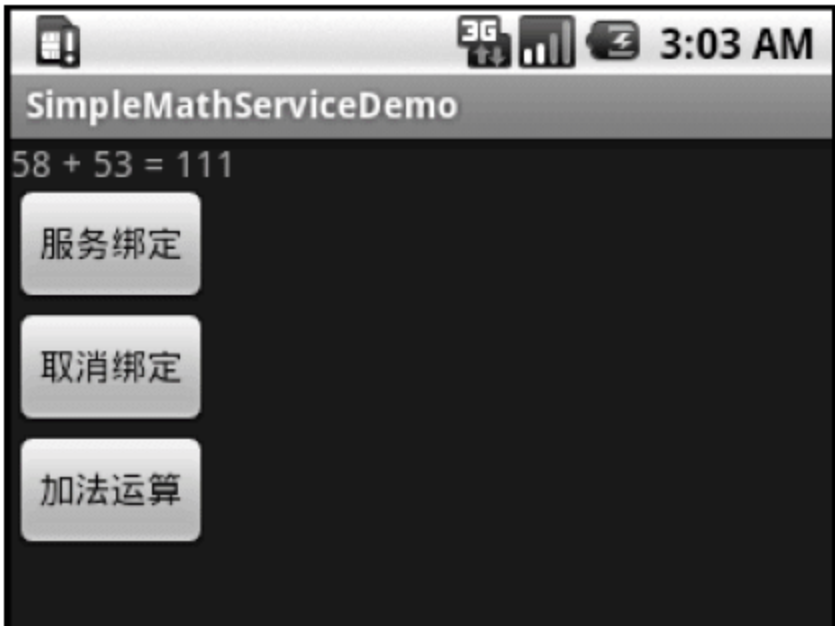 3G 3:03 AM
SimpleMathServiceDemo
58 + 53 = 111
服务绑定
取消绑定
加法运算